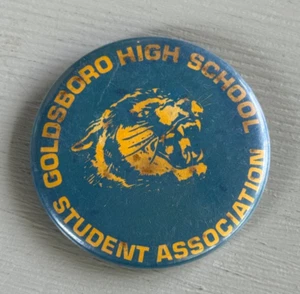 GOLDSBORO HIGH SCHOOL
STUDENT ASSOCIATION